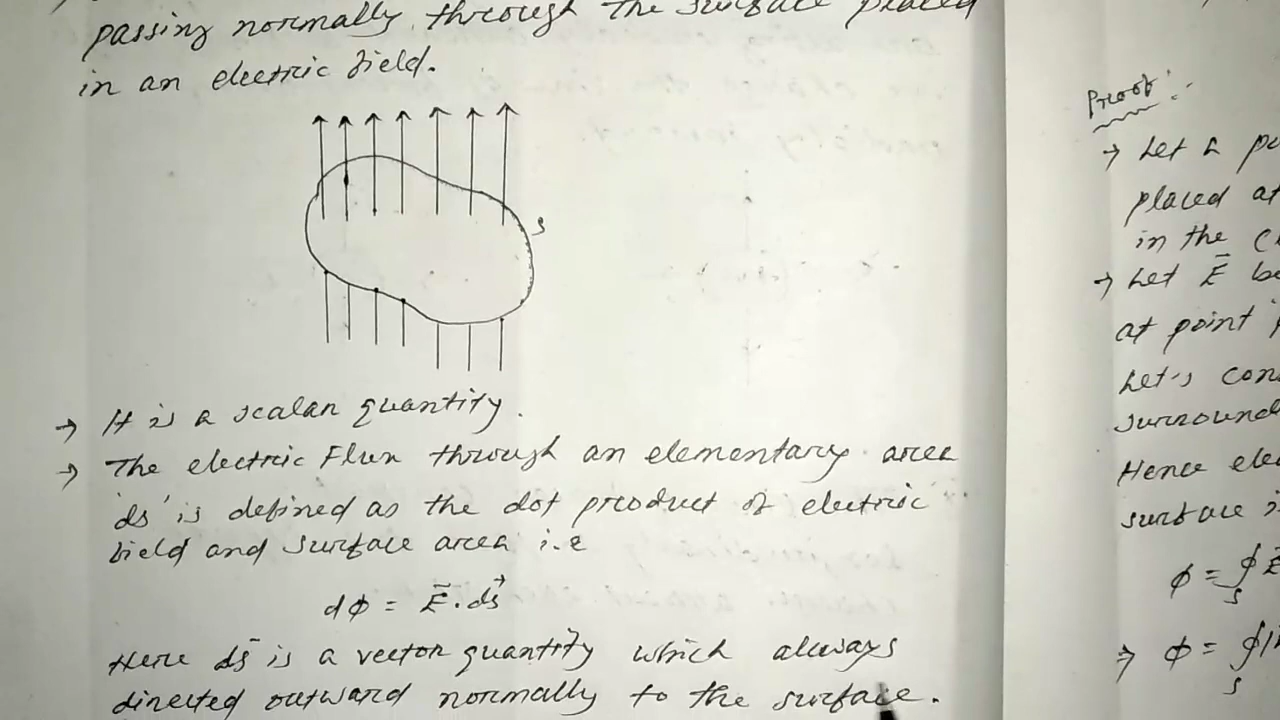 passing normally through the surface placed
in an electric field.
S
→ It is a scalar quantity.
→ The electric Flux through an elementary area
'ds' is defined as the dot product of electric
field and surface area i.e
dϕ = E⃗ . ds⃗
Here ds⃗ is a vector quantity which always
directed outward normally to the surface.
Proof :-
→ Let a
placed at
in the
→ Let E⃗
at point
Let's
Hence
surface
ϕ = ∮
S
⇒ ϕ = ∮
S